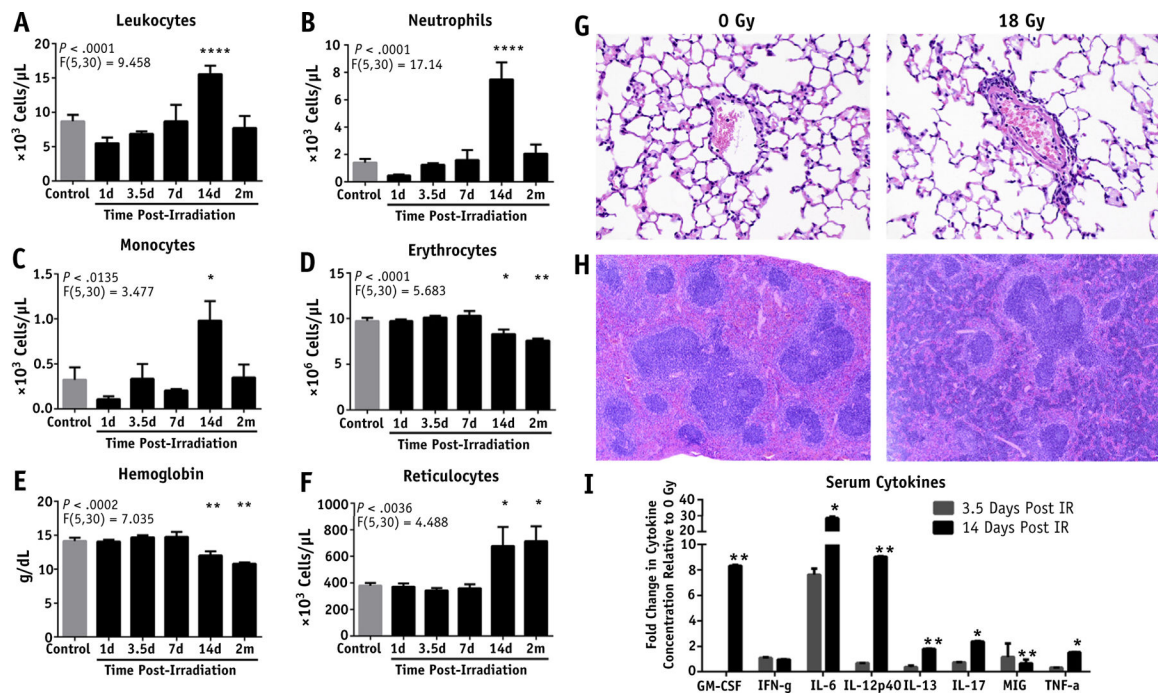 A
Leukocytes
P < .0001
F(5,30) = 9.458
****
20
15
10
5
0
×10³ Cells/µL
Control 1d 3.5d 7d 14d 2m
Time Post-Irradiation
B
Neutrophils
P < .0001
F(5,30) = 17.14
****
10
8
6
4
2
0
×10³ Cells/µL
Control 1d 3.5d 7d 14d 2m
Time Post-Irradiation
C
Monocytes
P < .0135
F(5,30) = 3.477
*
1.5
1.0
0.5
0.0
×10³ Cells/µL
Control 1d 3.5d 7d 14d 2m
Time Post-Irradiation
D
Erythrocytes
P < .0001
F(5,30) = 5.683
* **
15
10
5
0
×10⁶ Cells/µL
Control 1d 3.5d 7d 14d 2m
Time Post-Irradiation
E
Hemoglobin
P < .0002
F(5,30) = 7.035
** **
20
15
10
5
0
g/dL
Control 1d 3.5d 7d 14d 2m
Time Post-Irradiation
F
Reticulocytes
P < .0036
F(5,30) = 4.488
* *
1000
800
600
400
200
0
×10³ Cells/µL
Control 1d 3.5d 7d 14d 2m
Time Post-Irradiation
0 Gy 18 Gy
G
H
I
Serum Cytokines
3.5 Days Post IR
14 Days Post IR
Fold Change in Cytokine
Concentration Relative to 0 Gy
40
30
20
10
8
6
4
2
0
** * ** ** * ** *
GM-CSF IFN-g IL-6 IL-12p40 IL-13 IL-17 MIG TNF-a